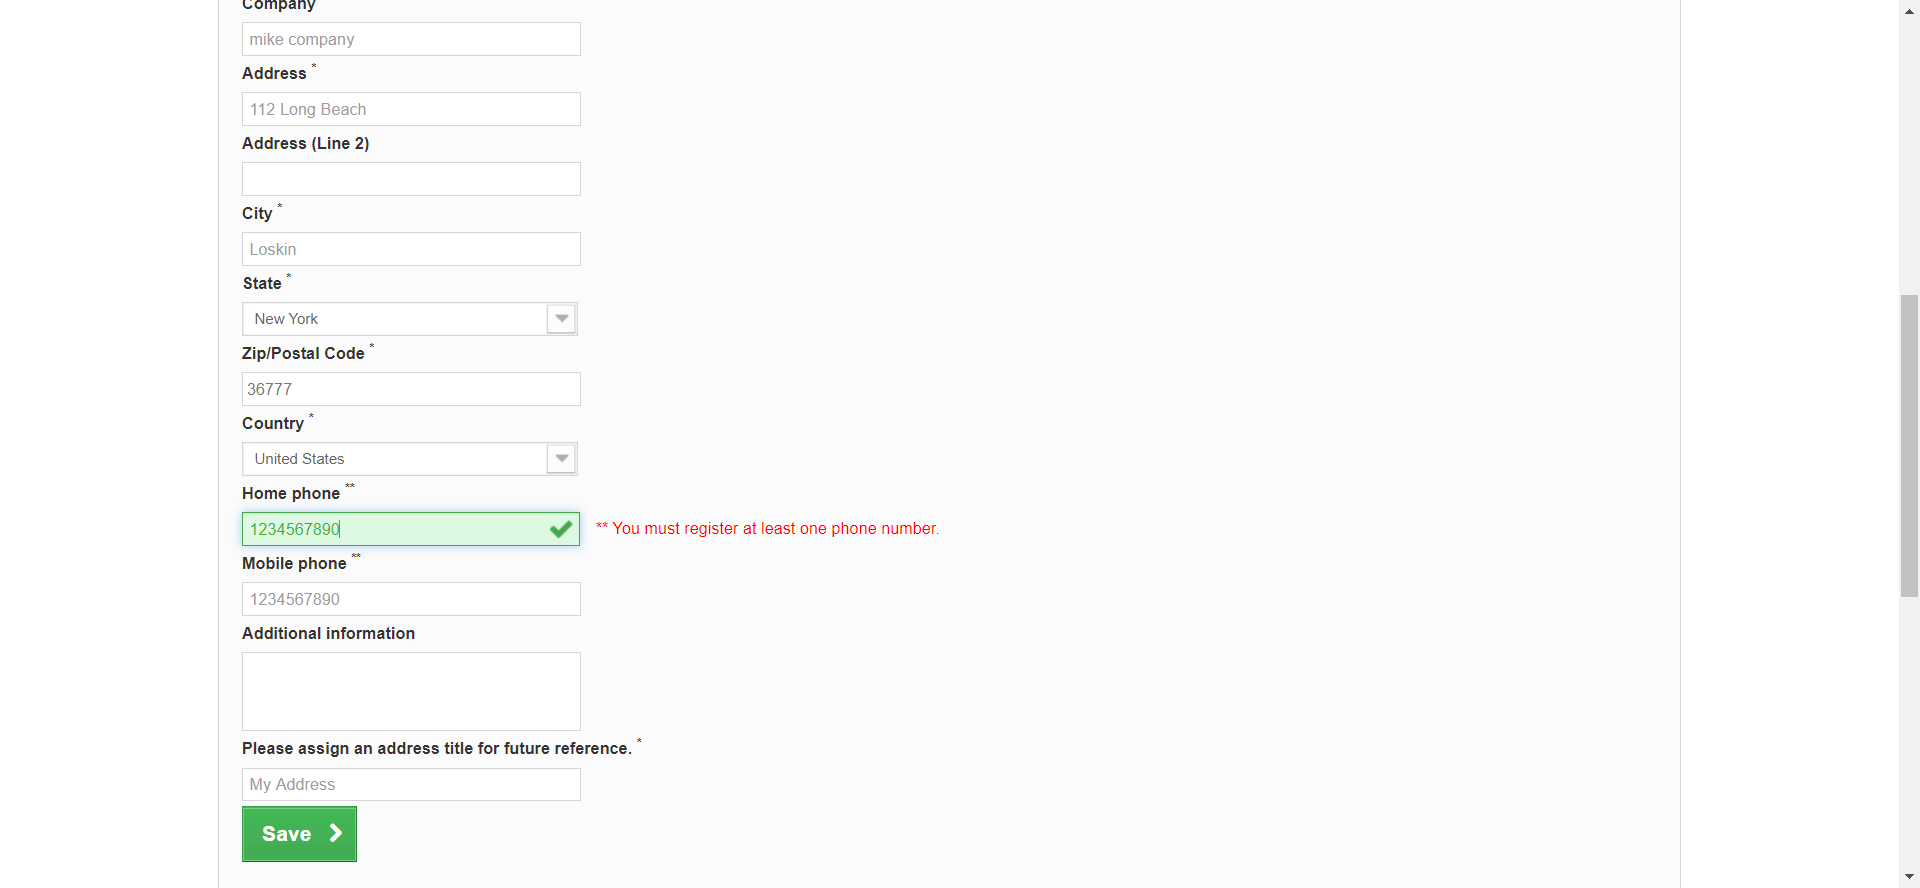 Company
mike company
Address *
112 Long Beach
Address (Line 2)
City *
Loskin
State *
New York
Zip/Postal Code *
36777
Country *
United States
Home phone **
1234567890
** You must register at least one phone number.
Mobile phone **
1234567890
Additional information
Please assign an address title for future reference. *
My Address
Save